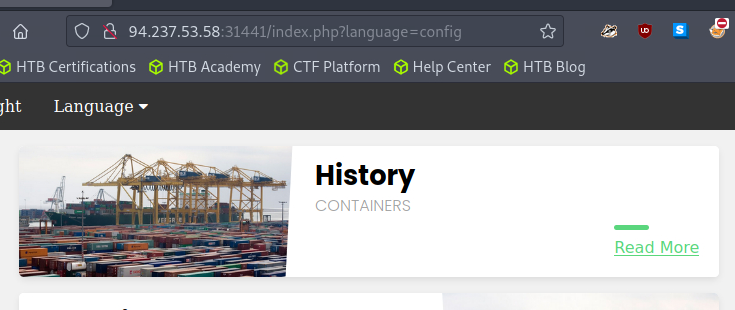 94.237.53.58:31441/index.php?language=config
HTB Certifications HTB Academy CTF Platform Help Center HTB Blog
ght Language
History
CONTAINERS
Read More